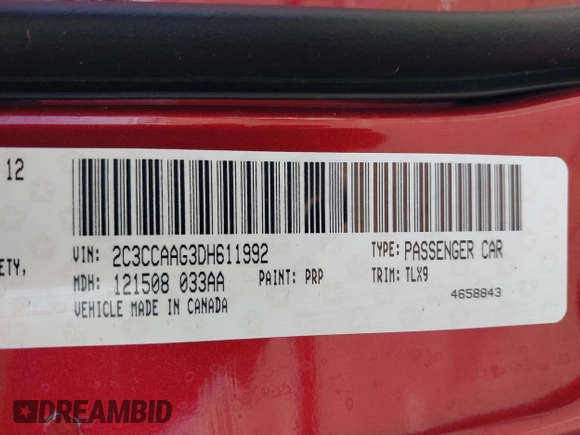 12
VIN: 2C3CCAAG3DH611992
TYPE: PASSENGER CAR
ETY,
MDH: 121508 033AA
PAINT: PRP
TRIM: TLX9
VEHICLE MADE IN CANADA
4658843
DREAMBID